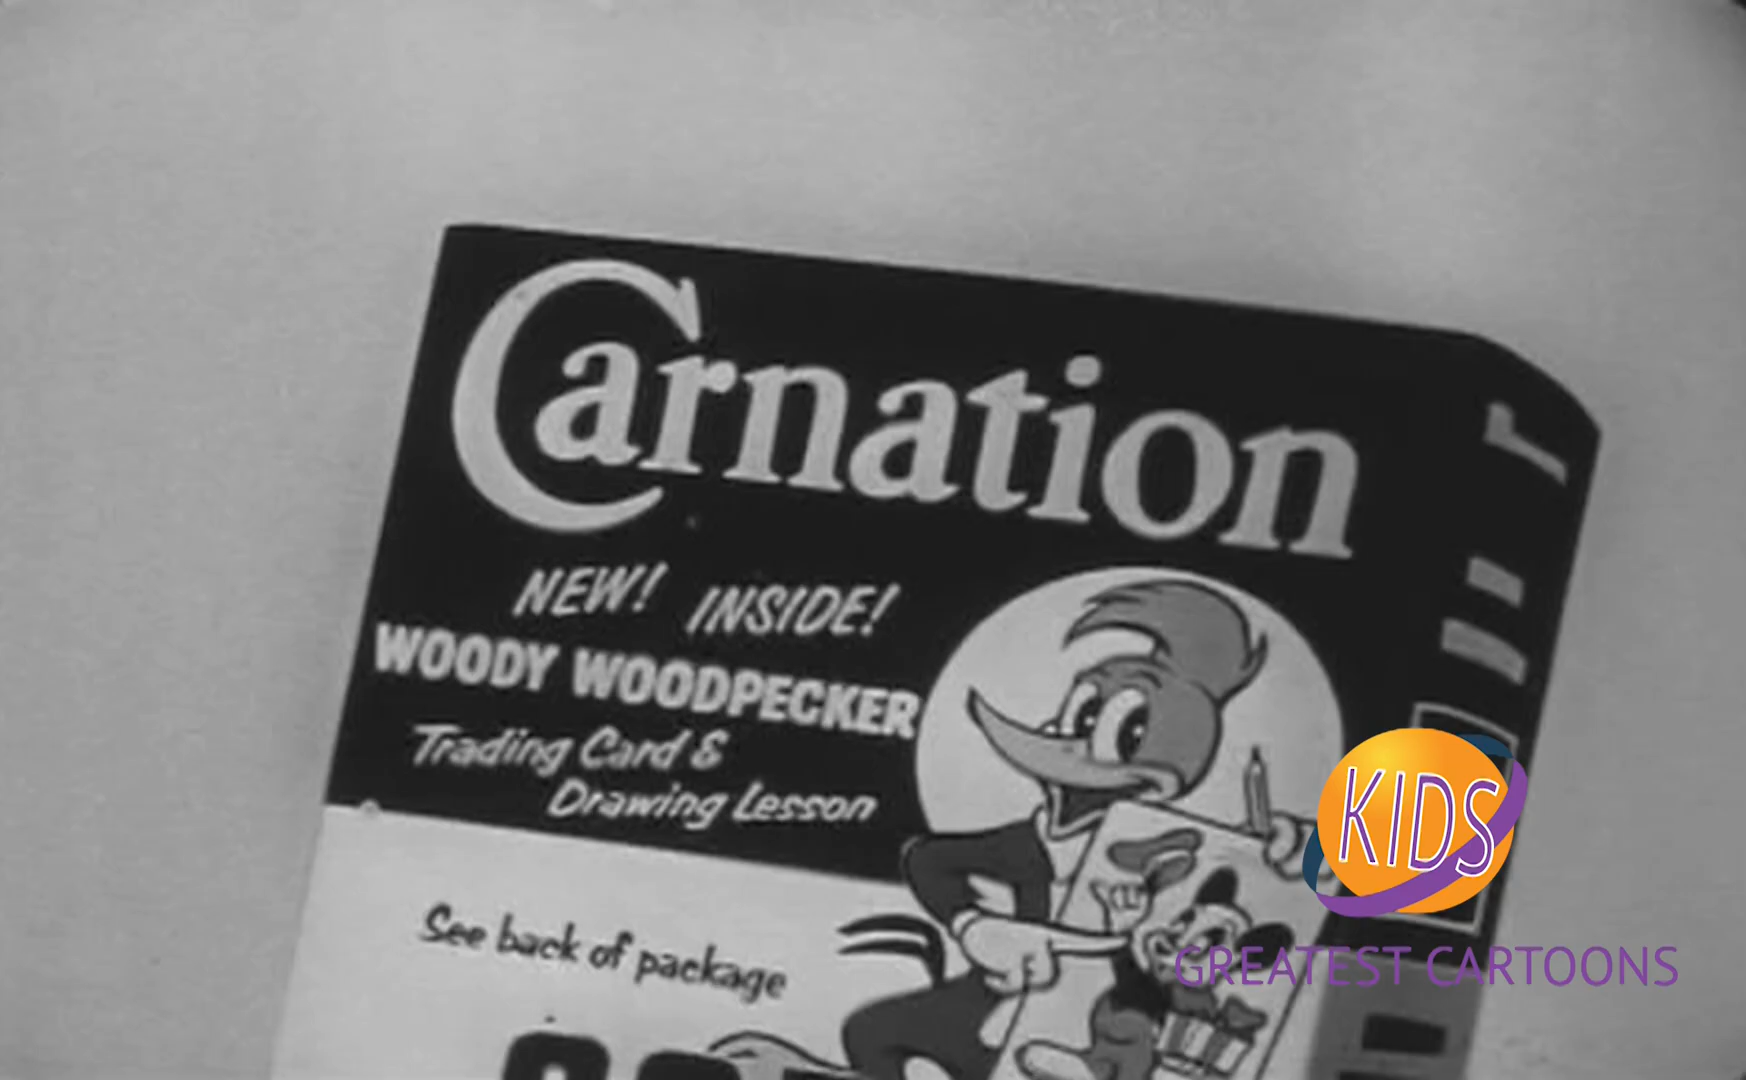 Carnation
NEW! INSIDE!
WOODY WOODPECKER
Trading Card &
Drawing Lesson
See back of package
KIDS
GREATEST CARTOONS